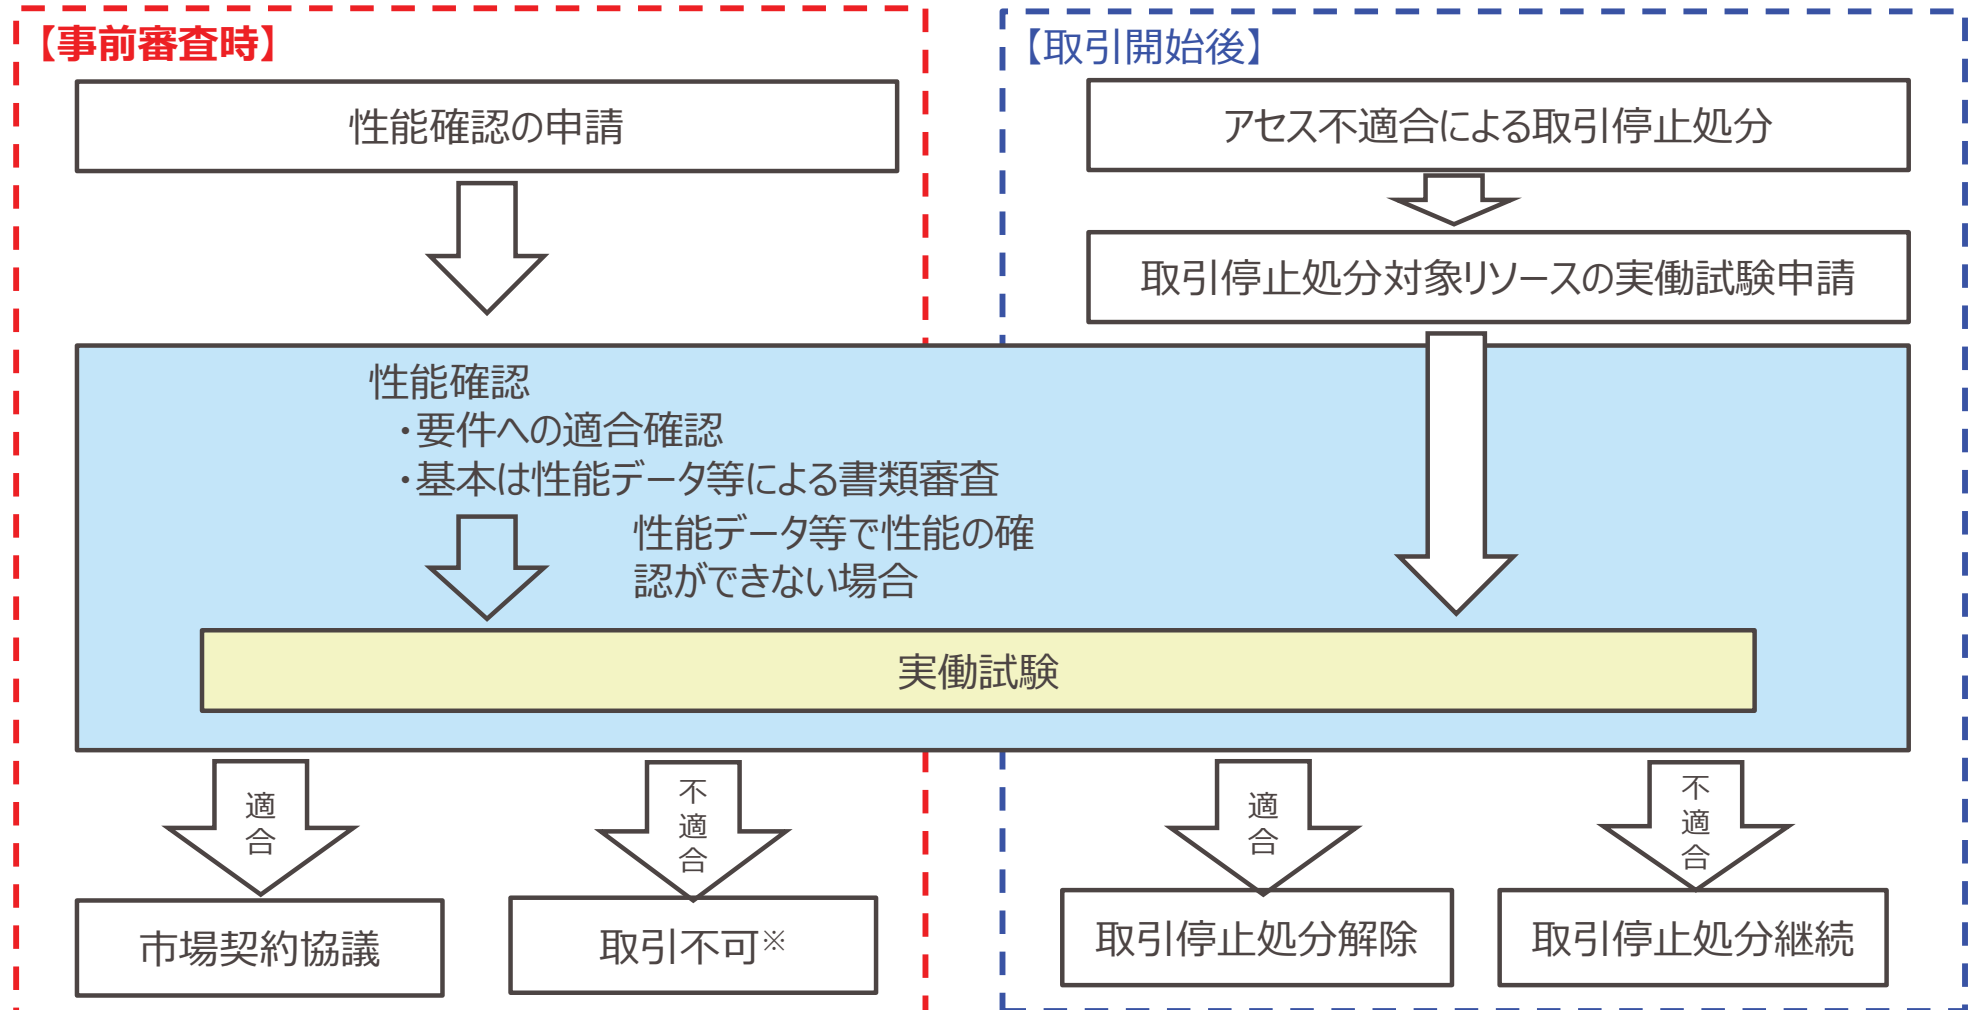 【事前審査時】
性能確認の申請
性能確認
・要件への適合確認
・基本は性能データ等による書類審査
性能データ等で性能の確
認ができない場合
【取引開始後】
アセス不適合による取引停止処分
取引停止処分対象リソースの実働試験申請
実働試験
適合
不適合
市場契約協議
取引不可※
適合
不適合
取引停止処分解除
取引停止処分継続